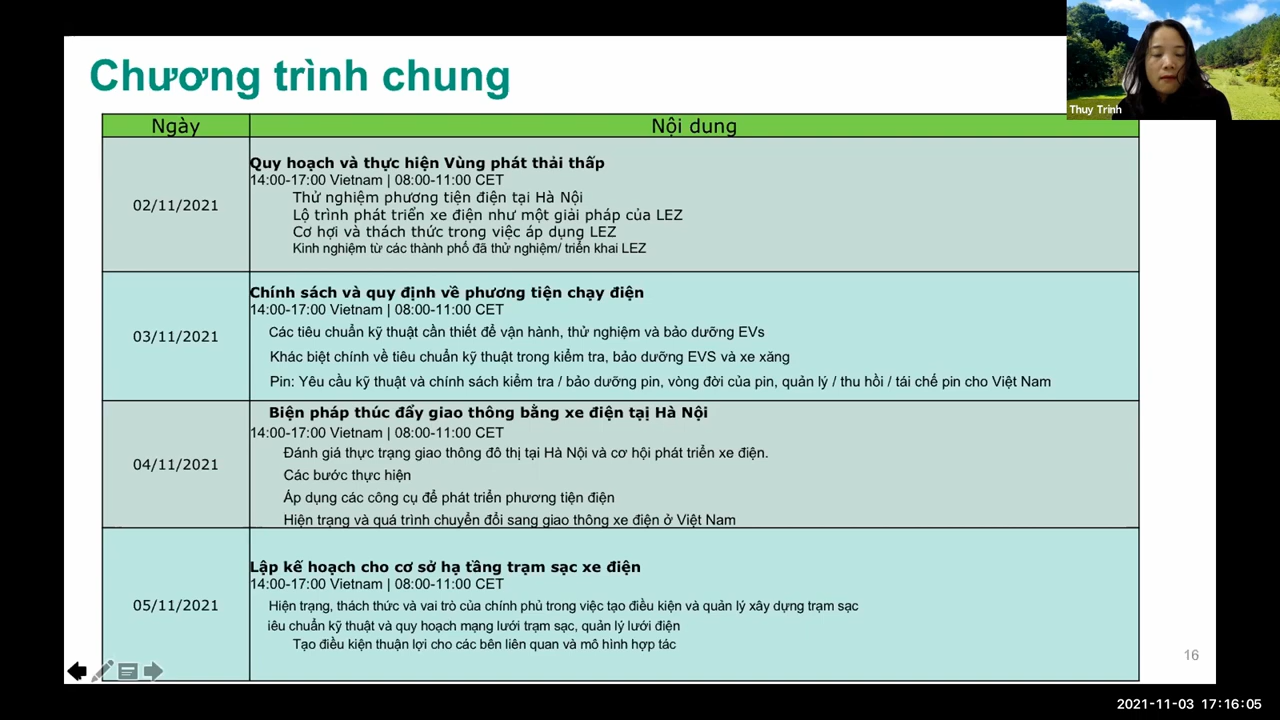 Chương trình chung
Thuy Trinh
Ngày
Nội dung
02/11/2021
Quy hoạch và thực hiện Vùng phát thải thấp
14:00-17:00 Vietnam | 08:00-11:00 CET
Thử nghiệm phương tiện điện tại Hà Nội
Lộ trình phát triển xe điện như một giải pháp của LEZ
Cơ hội và thách thức trong việc áp dụng LEZ
Kinh nghiệm từ các thành phố đã thử nghiệm/ triển khai LEZ
03/11/2021
Chính sách và quy định về phương tiện chạy điện
14:00-17:00 Vietnam | 08:00-11:00 CET
Các tiêu chuẩn kỹ thuật cần thiết để vận hành, thử nghiệm và bảo dưỡng EVs
Khác biệt chính về tiêu chuẩn kỹ thuật trong kiểm tra, bảo dưỡng EVS và xe xăng
Pin: Yêu cầu kỹ thuật và chính sách kiểm tra / bảo dưỡng pin, vòng đời của pin, quản lý / thu hồi / tái chế pin cho Việt Nam
04/11/2021
Biện pháp thúc đẩy giao thông bằng xe điện tạị Hà Nội
14:00-17:00 Vietnam | 08:00-11:00 CET
Đánh giá thực trạng giao thông đô thị tại Hà Nội và cơ hội phát triển xe điện.
Các bước thực hiện
Áp dụng các công cụ để phát triển phương tiện điện
Hiện trạng và quá trình chuyển đổi sang giao thông xe điện ở Việt Nam
05/11/2021
Lập kế hoạch cho cơ sở hạ tầng trạm sạc xe điện
14:00-17:00 Vietnam | 08:00-11:00 CET
Hiện trạng, thách thức và vai trò của chính phủ trong việc tạo điều kiện và quản lý xây dựng trạm sạc
iêu chuẩn kỹ thuật và quy hoạch mạng lưới trạm sạc, quản lý lưới điện
Tạo điều kiện thuận lợi cho các bên liên quan và mô hình hợp tác
16
2021-11-03 17:16:05